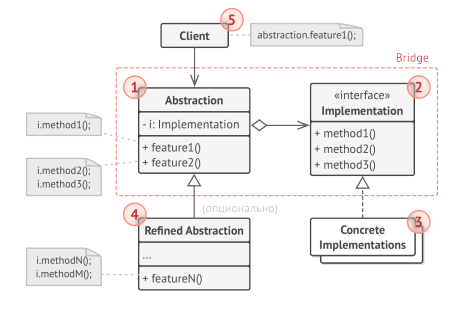 5
Client
abstraction.feature1();
Bridge
1
Abstraction
- i: Implementation
+ feature1()
+ feature2()
2
«interface»
Implementation
+ method1()
+ method2()
+ method3()
i.method1();
i.method2();
i.method3();
(опционально)
4
Refined Abstraction
...
+ featureN()
3
Concrete
Implementations
i.methodN();
i.methodM();